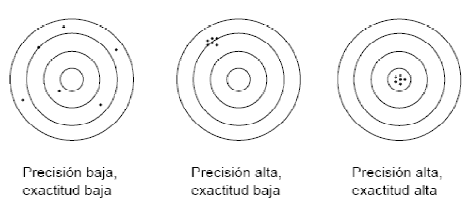 Precisión baja,
exactitud baja
Precisión alta,
exactitud baja
Precisión alta,
exactitud alta